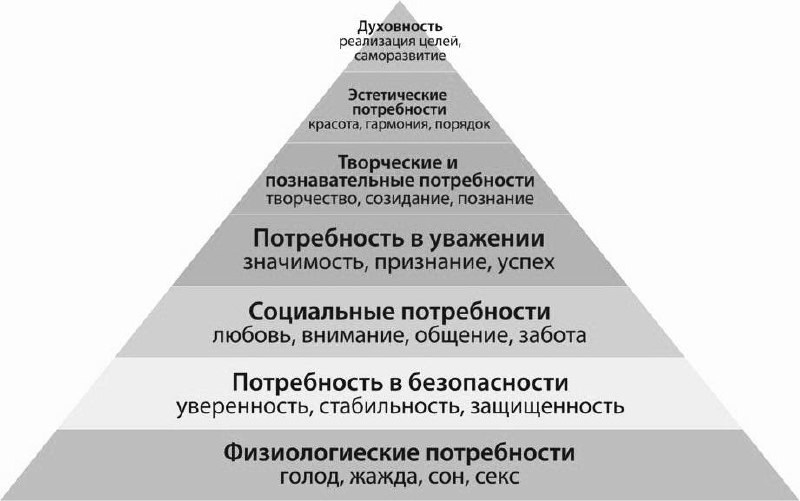 Духовность
реализация целей,
саморазвитие
Эстетические
потребности
красота, гармония, порядок
Творческие и
познавательные потребности
творчество, созидание, познание
Потребность в уважении
значимость, признание, успех
Социальные потребности
любовь, внимание, общение, забота
Потребность в безопасности
уверенность, стабильность, защищенность
Физиологиеские потребности
голод, жажда, сон, секс